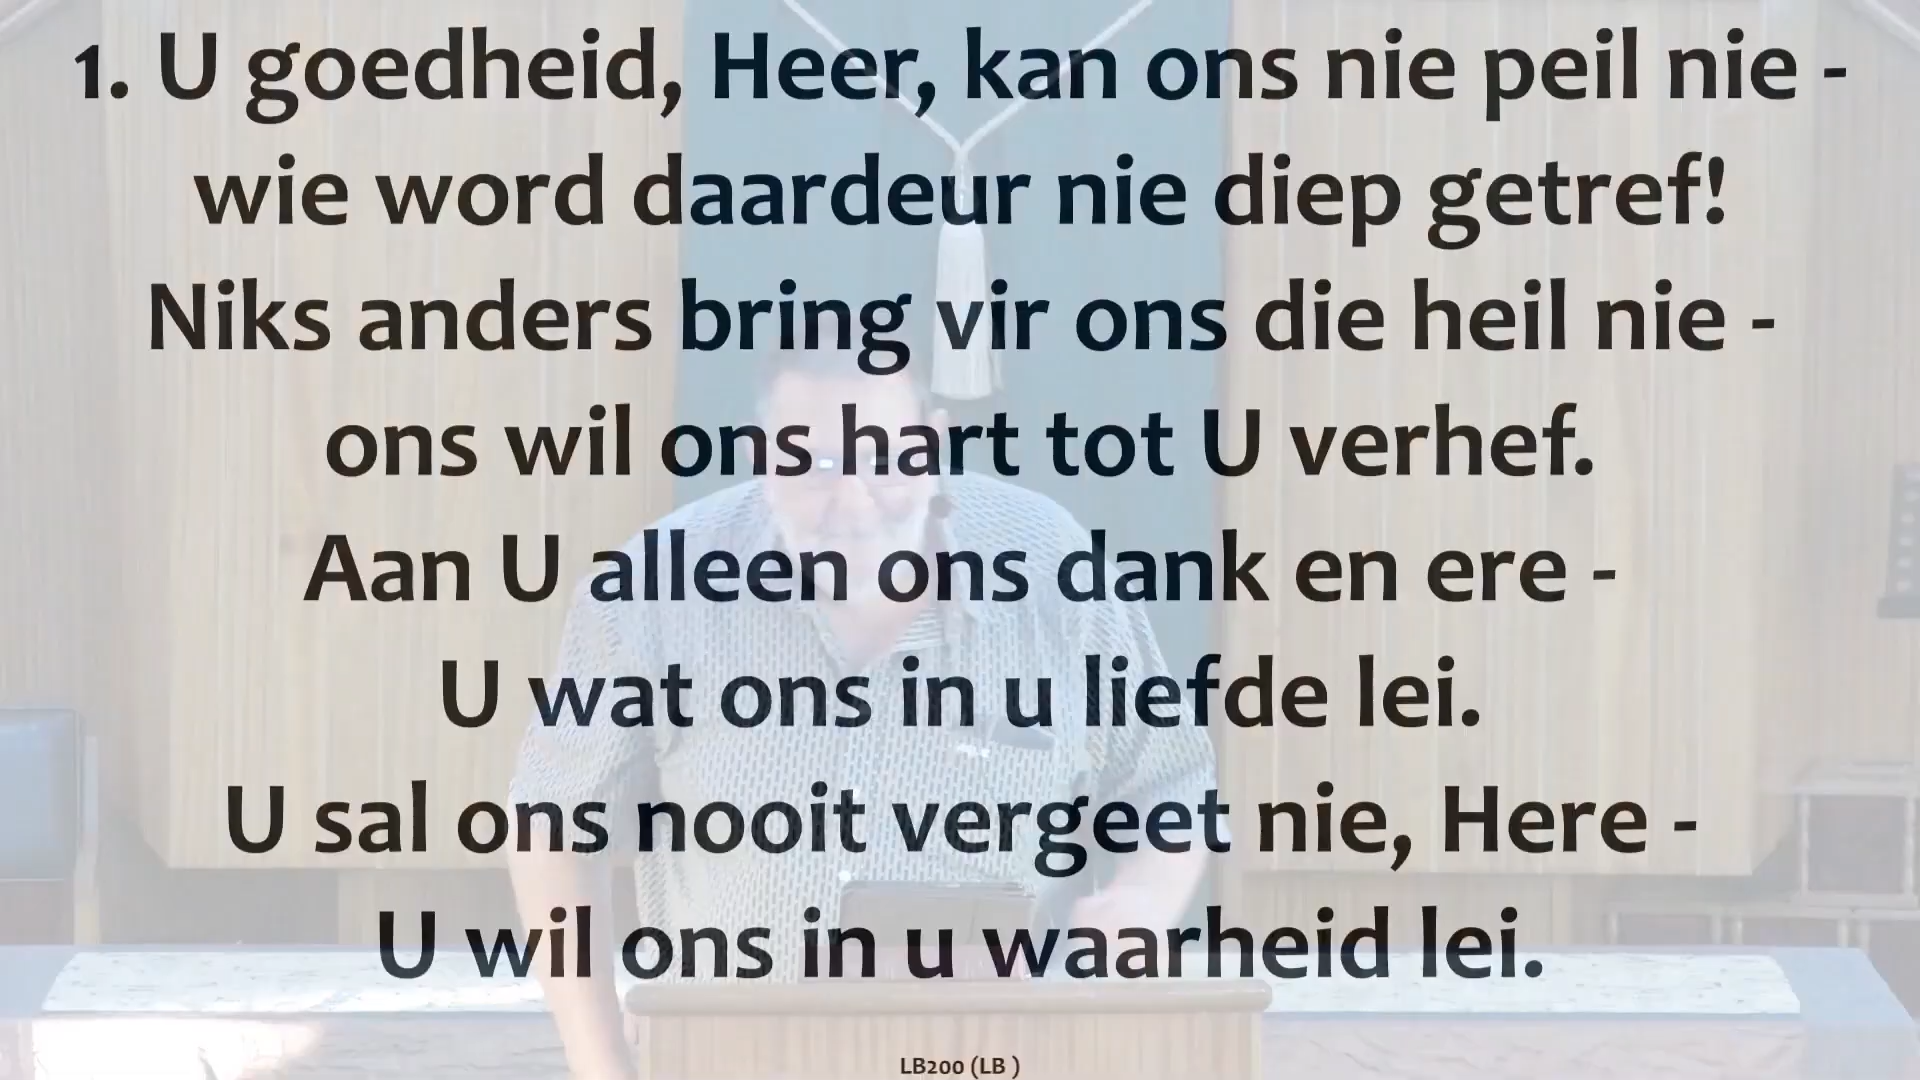 1. U goedheid, Heer, kan ons nie peil nie -
wie word daardeur nie diep getref!
Niks anders bring vir ons die heil nie -
ons wil ons hart tot U verhef.
Aan U alleen ons dank en ere -
U wat ons in u liefde lei.
U sal ons nooit vergeet nie, Here -
U wil ons in u waarheid lei.
LB200 (LB )